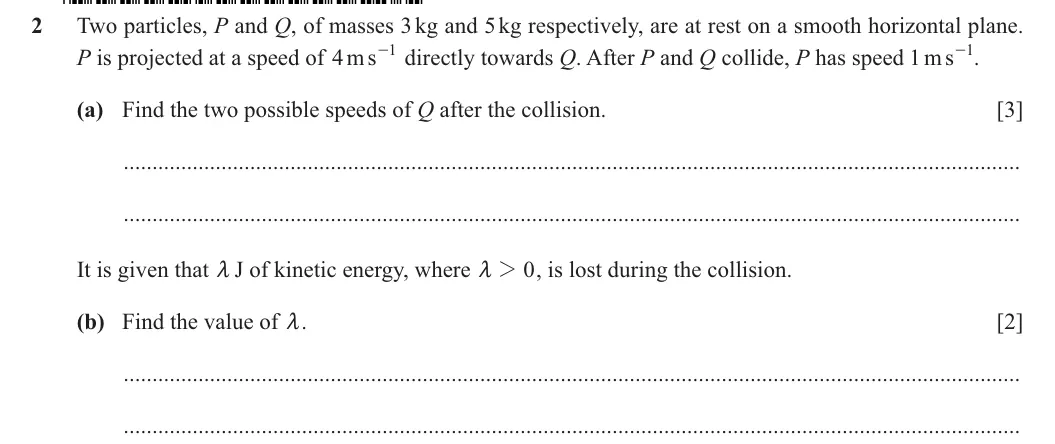 2 Two particles, P and Q, of masses 3 kg and 5 kg respectively, are at rest on a smooth horizontal plane.
P is projected at a speed of 4 m s⁻¹ directly towards Q. After P and Q collide, P has speed 1 m s⁻¹.
(a) Find the two possible speeds of Q after the collision. [3]
It is given that λ J of kinetic energy, where λ > 0, is lost during the collision.
(b) Find the value of λ. [2]